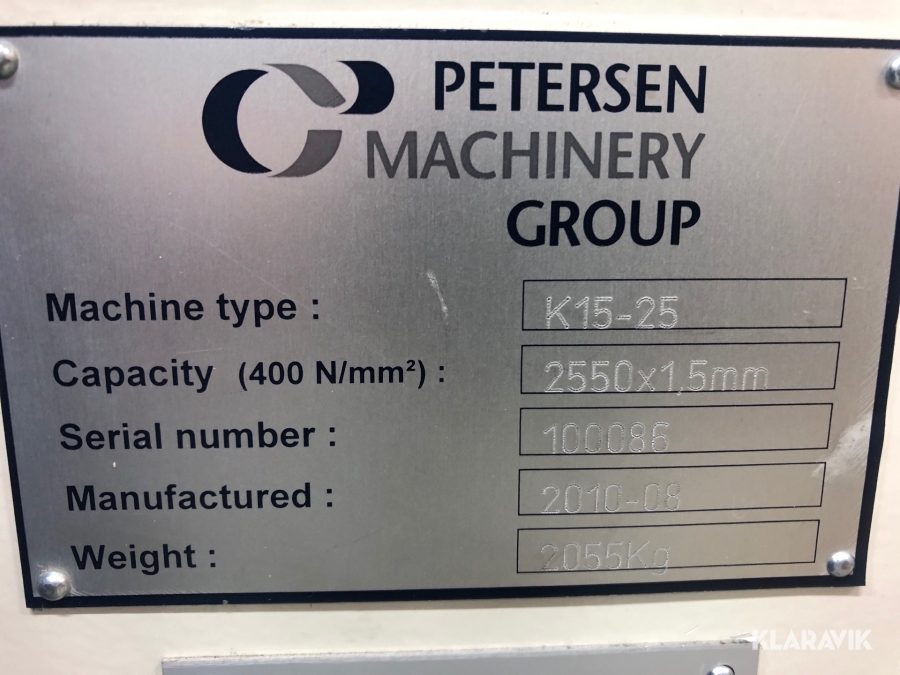 PETERSEN
MACHINERY
GROUP
Machine type : K15-25
Capacity (400 N/mm²) : 2550x1,5mm
Serial number : 100086
Manufactured : 2010-08
Weight : 2055Kg
KLARAVIK